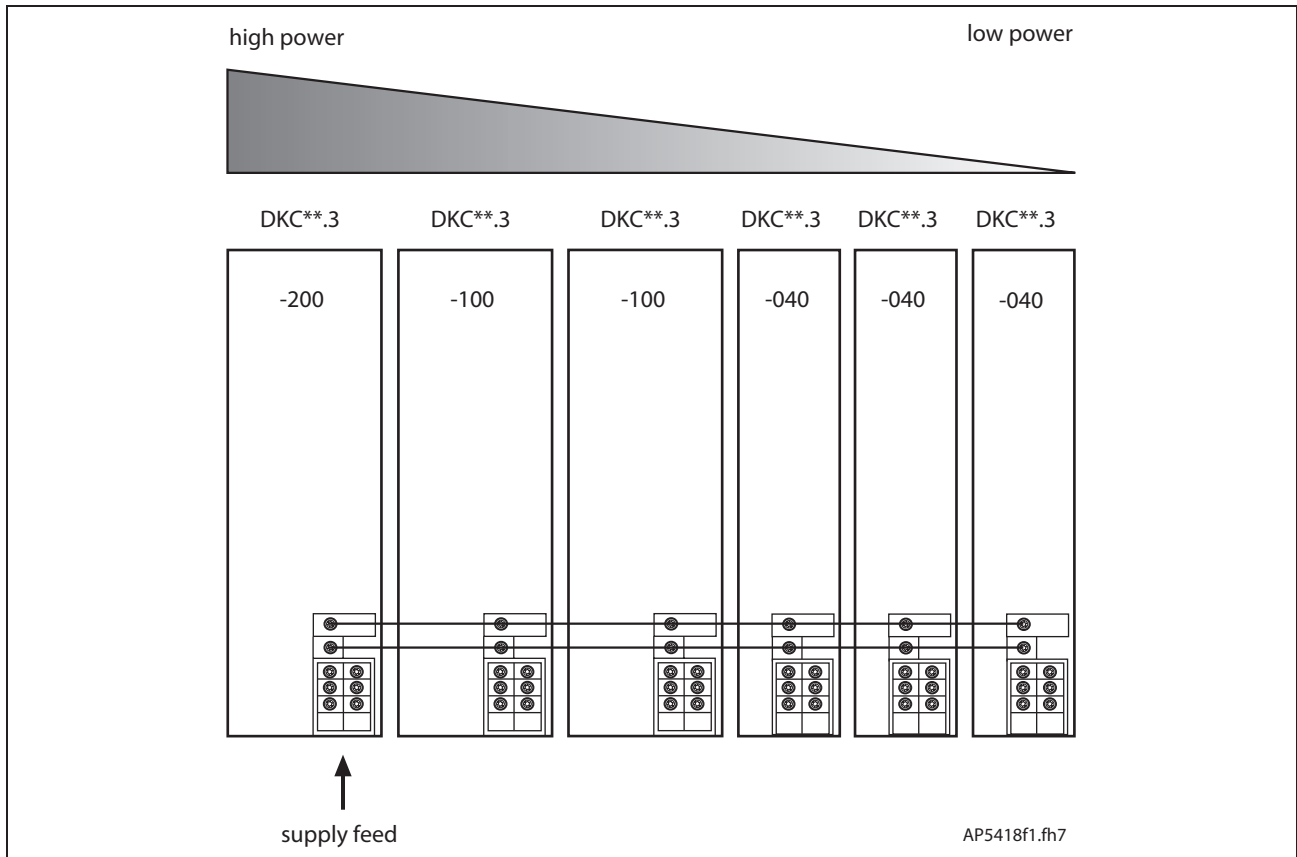 high power
low power
DKC**.3 DKC**.3 DKC**.3 DKC**.3 DKC**.3 DKC**.3
-200 -100 -100 -040 -040 -040
supply feed
AP5418f1.fh7